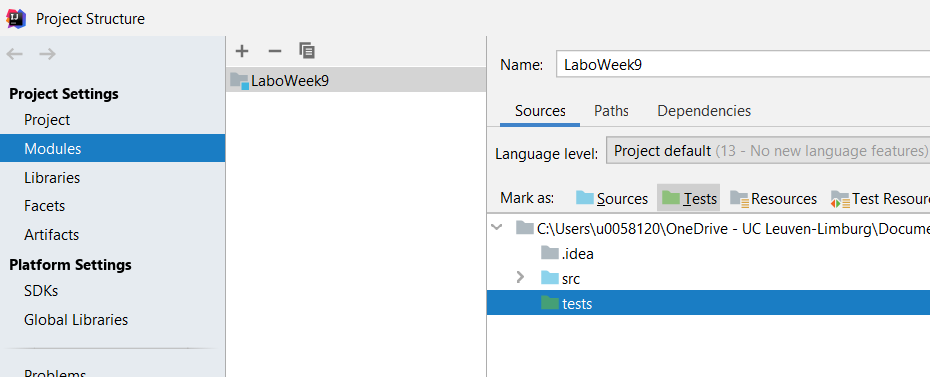 Project Structure
Project Settings
Project
Modules
Libraries
Facets
Artifacts
Platform Settings
SDKs
Global Libraries
Problems
LaboWeek9
Name: LaboWeek9
Sources Paths Dependencies
Language level: Project default (13 - No new language features)
Mark as: Sources Tests Resources Test Resour
C:\Users\u0058120\OneDrive - UC Leuven-Limburg\Docume
.idea
src
tests